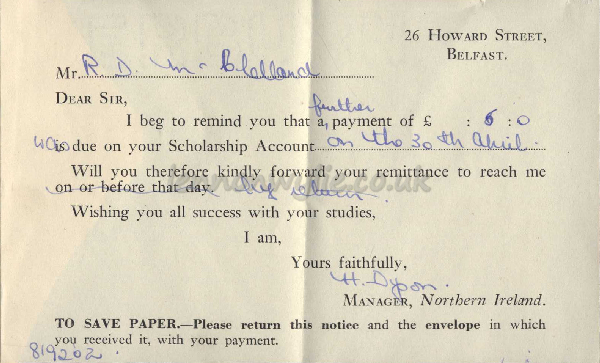 26 HOWARD STREET,
BELFAST.
Mr. R. D. McClelland
DEAR SIR,
further
I beg to remind you that a, payment of £ : 6 : 0
was is due on your Scholarship Account on the 30th April.
Will you therefore kindly forward your remittance to reach me
on or before that day. by return.
Wishing you all success with your studies,
I am,
Yours faithfully,
H. Dyson.
MANAGER, Northern Ireland.
TO SAVE PAPER.—Please return this notice and the envelope in which
you received it, with your payment.
819202.